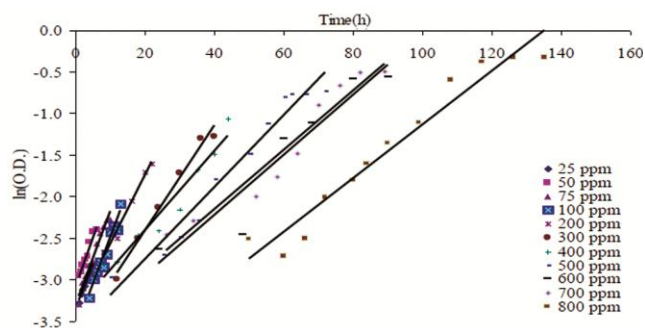 Time(h)
0 20 40 60 80 100 120 140 160
0.0
-0.5
-1.0
-1.5
-2.0
-2.5
-3.0
-3.5
ln(O.D.)
25 ppm
50 ppm
75 ppm
100 ppm
200 ppm
300 ppm
400 ppm
500 ppm
600 ppm
700 ppm
800 ppm